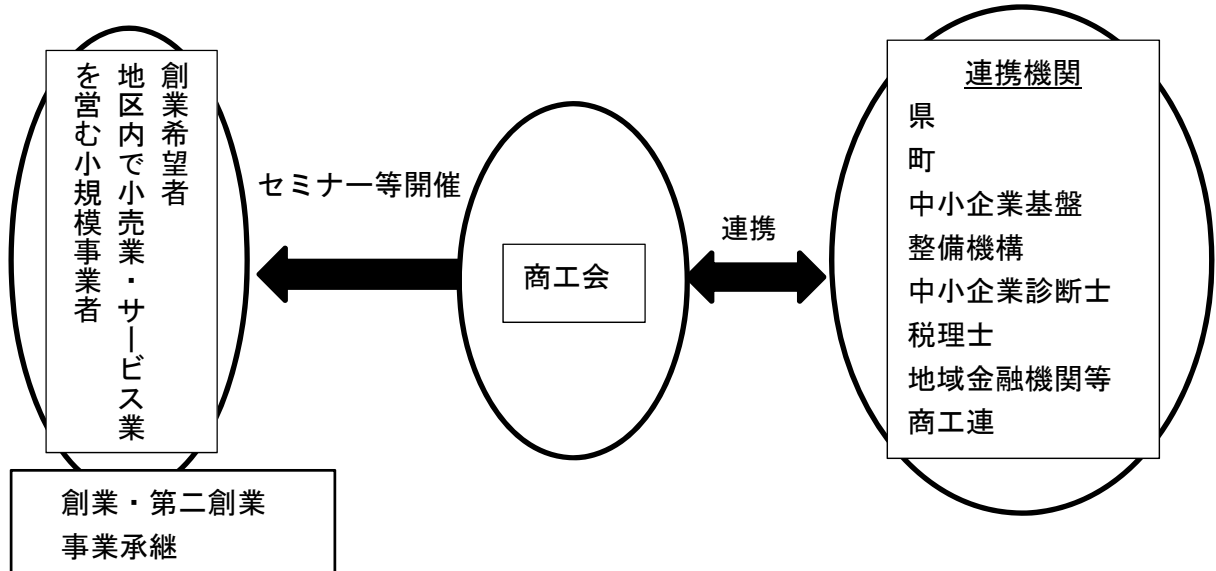 創業希望者
地区内で小売業・サービス業
を営む小規模事業者
創業・第二創業
事業承継
セミナー等開催
商工会
連携
連携機関
県
町
中小企業基盤
整備機構
中小企業診断士
税理士
地域金融機関等
商工連